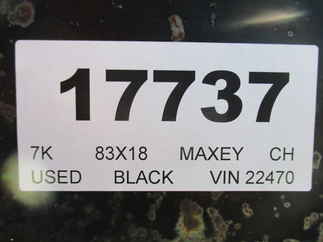 17737
7K 83X18 MAXEY CH
USED BLACK VIN 22470